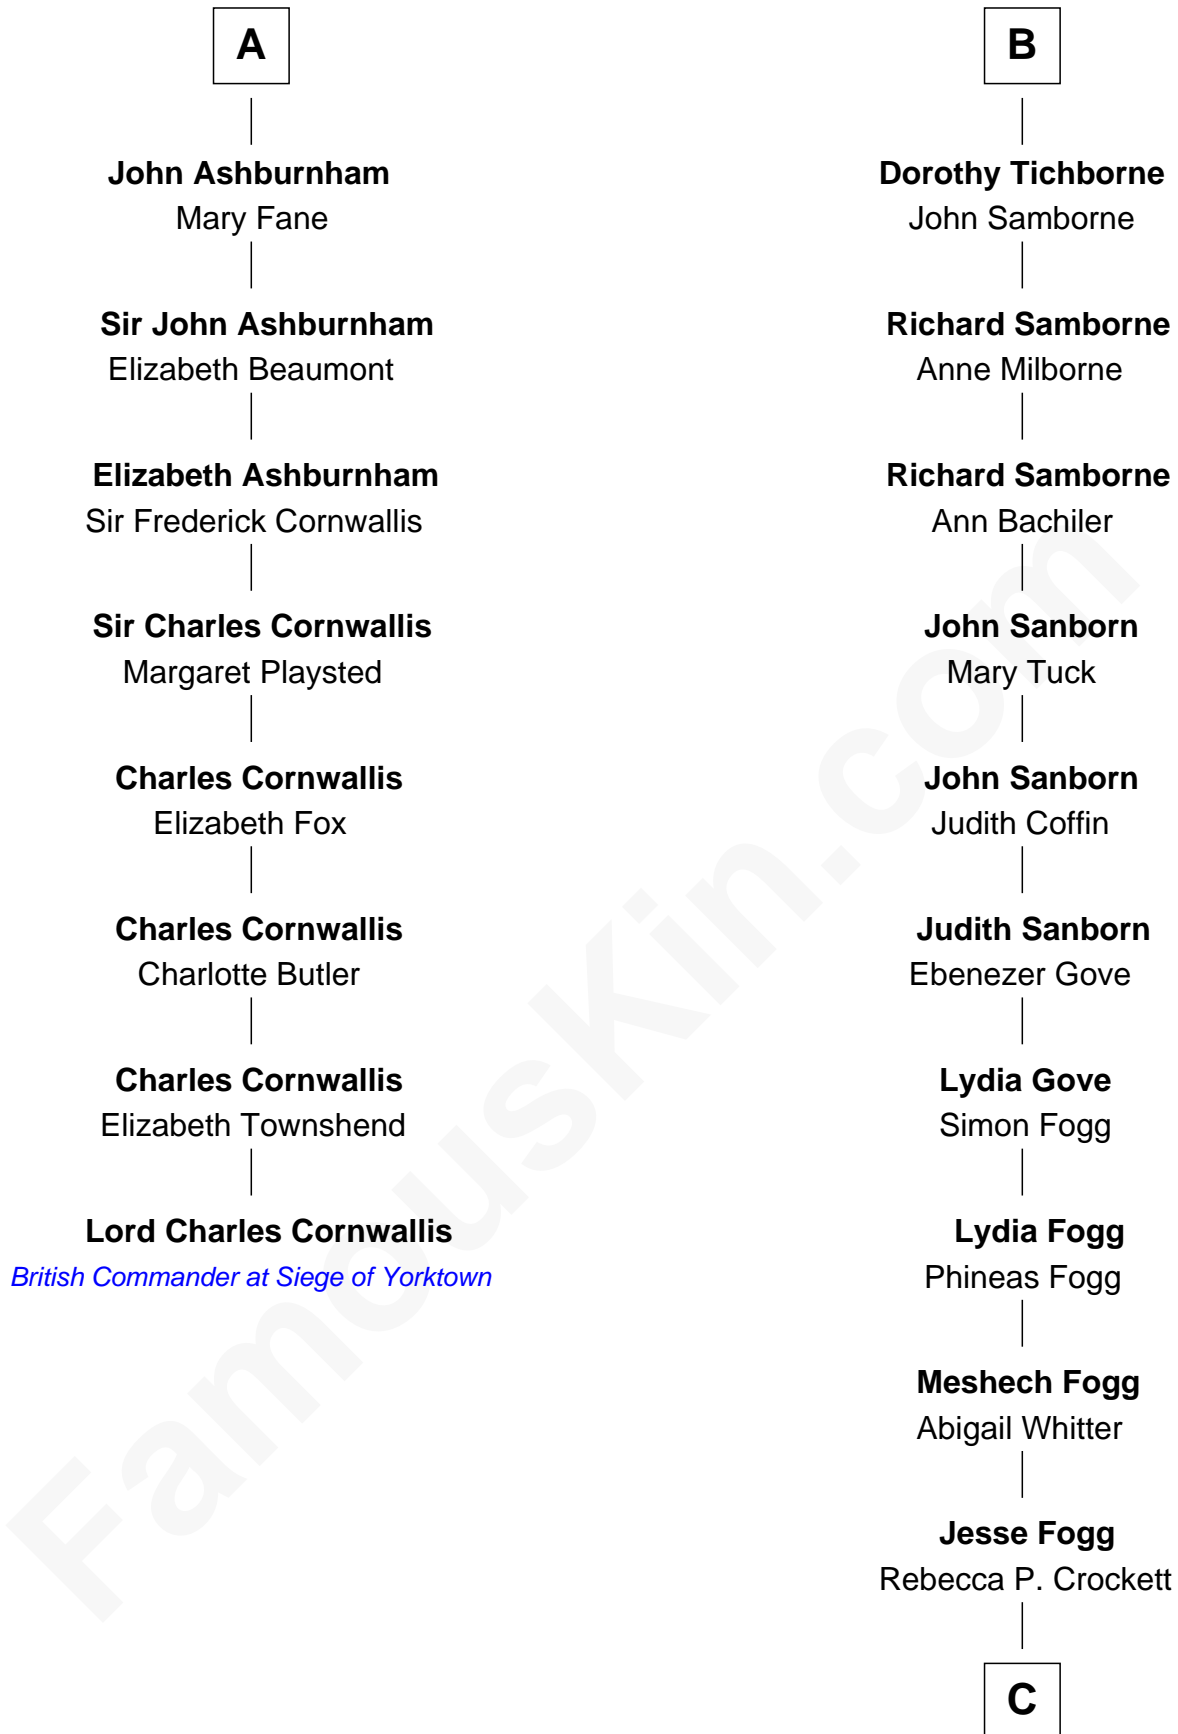 A
John Ashburnham
Mary Fane
Sir John Ashburnham
Elizabeth Beaumont
Elizabeth Ashburnham
Sir Frederick Cornwallis
Sir Charles Cornwallis
Margaret Playsted
Charles Cornwallis
Elizabeth Fox
Charles Cornwallis
Charlotte Butler
Charles Cornwallis
Elizabeth Townshend
Lord Charles Cornwallis
British Commander at Siege of Yorktown
B
Dorothy Tichborne
John Samborne
Richard Samborne
Anne Milborne
Richard Samborne
Ann Bachiler
John Sanborn
Mary Tuck
John Sanborn
Judith Coffin
Judith Sanborn
Ebenezer Gove
Lydia Gove
Simon Fogg
Lydia Fogg
Phineas Fogg
Meshech Fogg
Abigail Whitter
Jesse Fogg
Rebecca P. Crockett
C
FamousKin.com